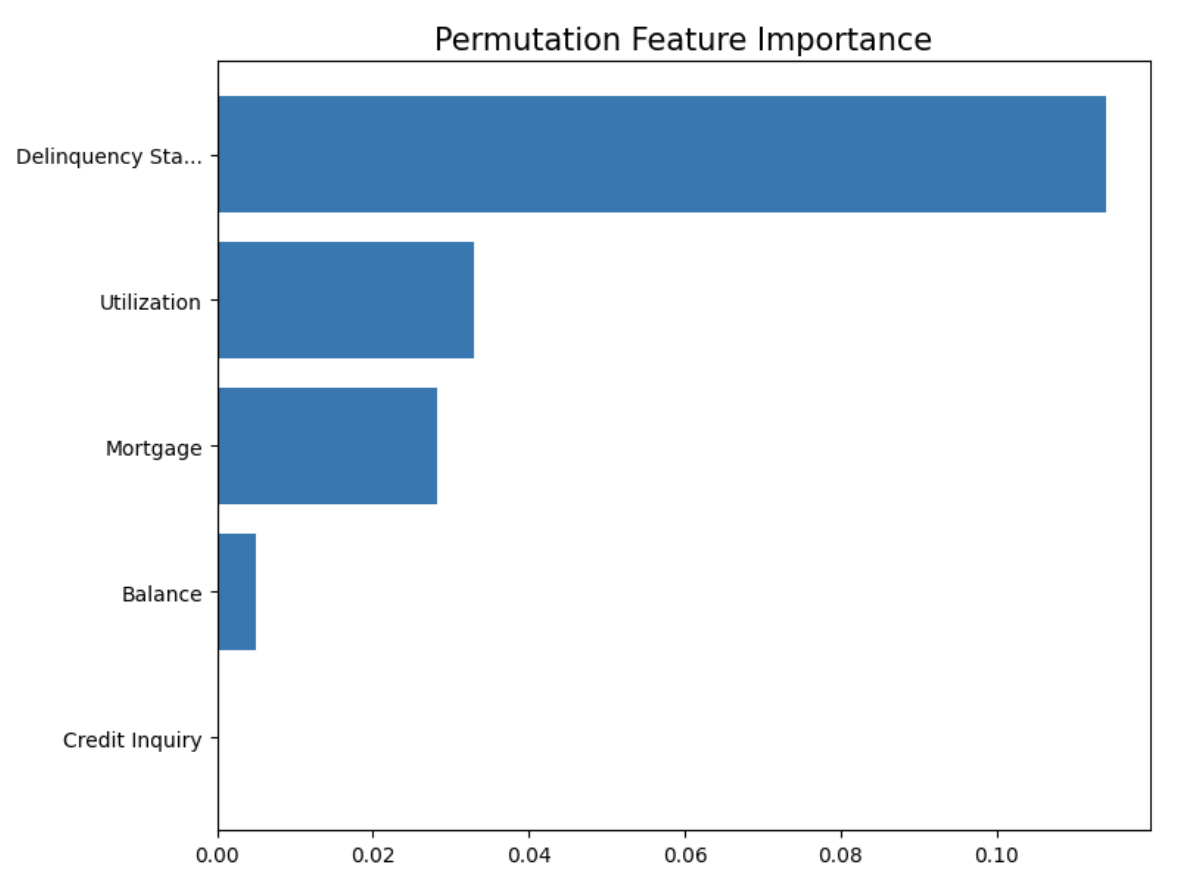 Permutation Feature Importance
Delinquency Sta...
Utilization
Mortgage
Balance
Credit Inquiry
0.00 0.02 0.04 0.06 0.08 0.10